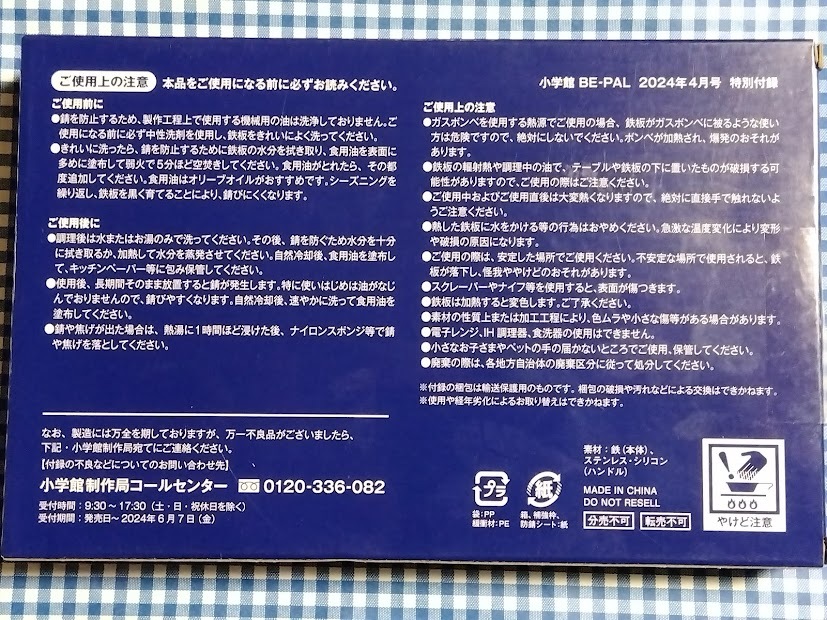 ご使用上の注意 本品をご使用になる前に必ずお読みください。
小学館 BE-PAL 2024年4月号 特別付録
ご使用前に
●錆を防止するため、製作工程上で使用する機械用の油は洗浄しておりません。ご
使用になる前に必ず中性洗剤を使用し、鉄板をきれいによく洗ってください。
●きれいに洗ったら、錆を防止するために鉄板の水分を拭き取り、食用油を表面に
多めに塗布して弱火で5分ほど空焚きしてください。食用油がとれたら、その都
度追加してください。食用油はオリーブオイルがおすすめです。シーズニングを
繰り返し、鉄板を黒く育てることにより、錆びにくくなります。
ご使用後に
●調理後は水またはお湯のみで洗ってください。その後、錆を防ぐため水分を十分
に拭き取るか、加熱して水分を蒸発させてください。自然冷却後、食用油を塗布し
て、キッチンペーパー等に包み保管してください。
●使用後、長期間そのまま放置すると錆が発生します。特に使いはじめは油がなじ
んでおりませんので、錆びやすくなります。自然冷却後、速やかに洗って食用油を
塗布してください。
●錆や焦げが出た場合は、熱湯に1時間ほど浸けた後、ナイロンスポンジ等で錆
や焦げを落としてください。
なお、製造には万全を期しておりますが、万一不良品がございましたら、
下記・小学館制作局宛てにご連絡ください。
【付録の不良などについてのお問い合わせ先】
小学館制作局コールセンター 0120-336-082
受付時間：9:30～17:30（土・日・祝休日を除く）
受付期間：発売日～2024年6月7日（金）
ご使用上の注意
●ガスボンベを使用する熱源でご使用の場合、鉄板がガスボンベに被るような使い
方は危険ですので、絶対にしないでください。ボンベが加熱され、爆発のおそれが
あります。
●鉄板の輻射熱や調理中の油で、テーブルや鉄板の下に置いたものが破損する可
能性がありますので、ご使用の際はご注意ください。
●ご使用中およびご使用直後は大変熱くなりますので、絶対に直接手で触れないよ
うご注意ください。
●熱した鉄板に水をかける等の行為はおやめください。急激な温度変化により変形
や破損の原因になります。
●ご使用の際は、安定した場所でご使用ください。不安定な場所で使用されると、鉄
板が落下し、怪我ややけどのおそれがあります。
●スクレーパーやナイフ等を使用すると、表面が傷つきます。
●鉄板は加熱すると変色します。ご了承ください。
●素材の性質上または加工工程により、色ムラや小さな傷等がある場合があります。
●電子レンジ、IH調理器、食洗器の使用はできません。
●小さなお子さまやペットの手の届かないところでご使用、保管してください。
●廃棄の際は、各地方自治体の廃棄区分に従って処分してください。
※付録の梱包は輸送保護用のものです。梱包の破損や汚れなどによる交換はできかねます。
※使用や経年劣化によるお取り替えはできかねます。
プラ
袋：PP
緩衝材：PE
紙
箱、補強枠、
防錆シート：紙
素材：鉄（本体）、
ステンレス・シリコン
（ハンドル）
MADE IN CHINA
DO NOT RESELL
分売不可 転売不可
やけど注意